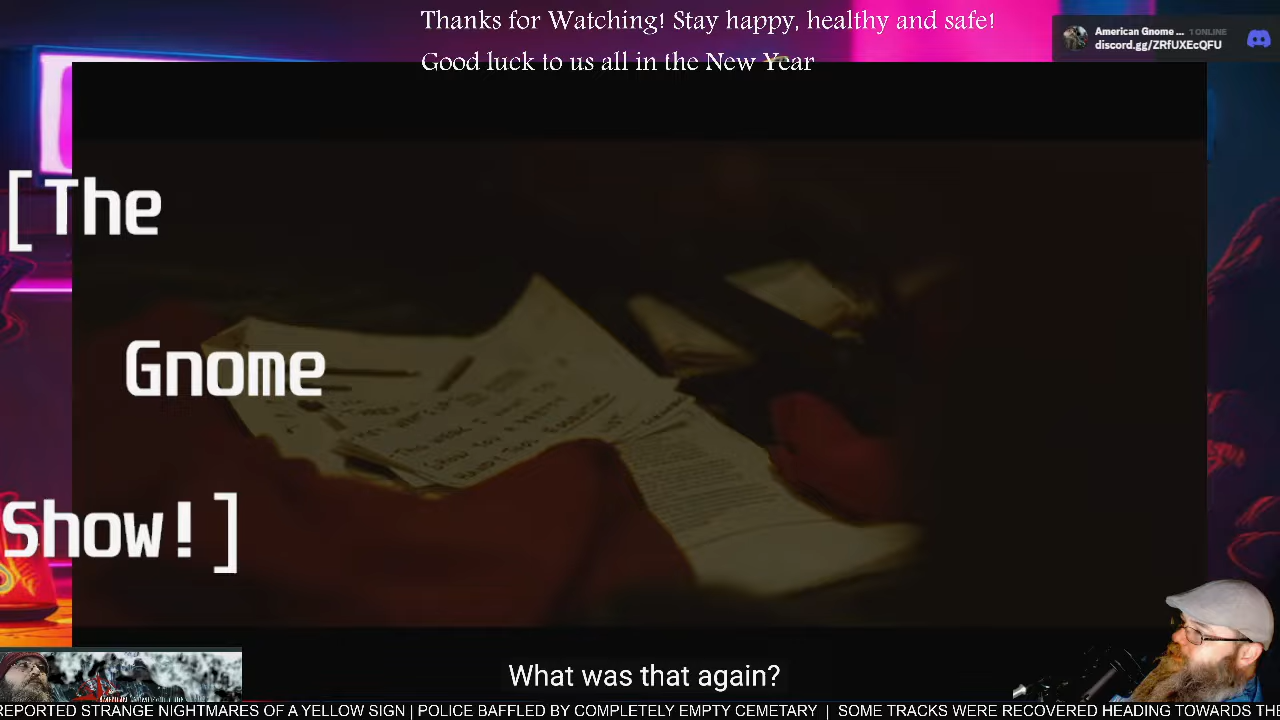 Thanks for Watching! Stay happy, healthy and safe!
Good luck to us all in the New Year
American Gnome ... 1 ONLINE
discord.gg/ZRfUXEcQFU
[The
Gnome
Show!]
What was that again?
REPORTED STRANGE NIGHTMARES OF A YELLOW SIGN | POLICE BAFFLED BY COMPLETELY EMPTY CEMETARY | SOME TRACKS WERE RECOVERED HEADING TOWARDS THE